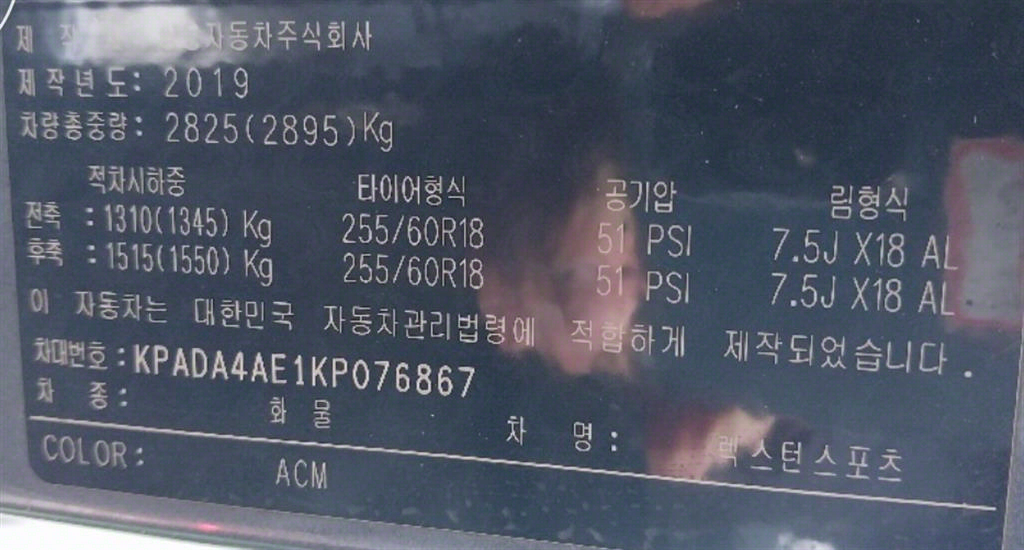 제 작 자동차주식회사
제작년도: 2019
차량총중량: 2825(2895)Kg
적차시하중 타이어형식 공기압 림형식
전축 : 1310(1345) Kg 255/60R18 51 PSI 7.5J X18 AL
후축 : 1515(1550) Kg 255/60R18 51 PSI 7.5J X18 AL
이 자동차는 대한민국 자동차관리법령에 적합하게 제작되었습니다.
차대번호:KPADA4AE1KP076867
차 종: 화 물 차 명: 렉스턴스포츠
COLOR: ACM